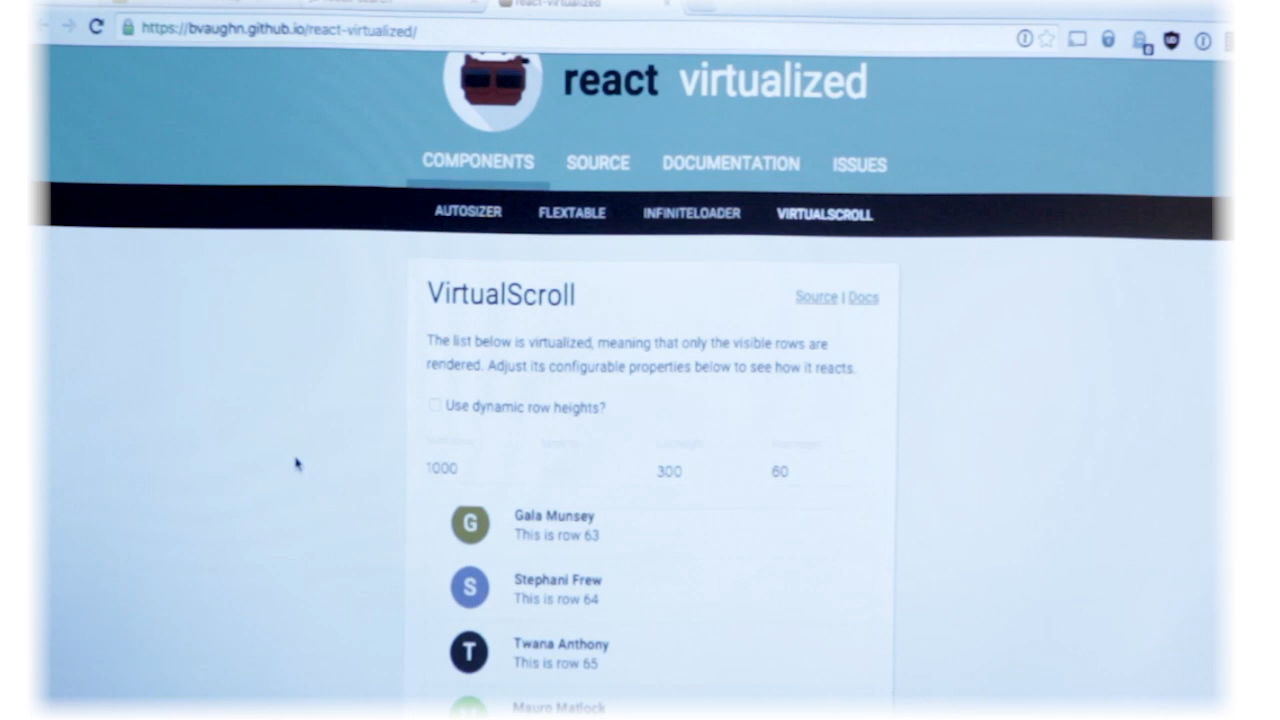 react-virtualized
https://bvaughn.github.io/react-virtualized/
react virtualized
COMPONENTS SOURCE DOCUMENTATION ISSUES
AUTOSIZER FLEXTABLE INFINITELOADER VIRTUALSCROLL
VirtualScroll
Source | Docs
The list below is virtualized, meaning that only the visible rows are
rendered. Adjust its configurable properties below to see how it reacts.
Use dynamic row heights?
1000 300 60
G
Gala Munsey
This is row 63
S
Stephani Frew
This is row 64
T
Twana Anthony
This is row 65
Mauro Matlock